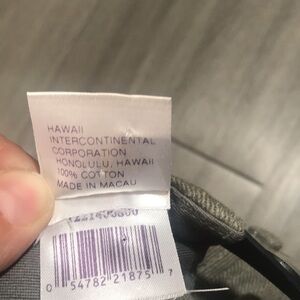 HAWAII
INTERCONTINENTAL
CORPORATION
HONOLULU, HAWAII
100% COTTON
MADE IN MACAU
0 54782 21875 7